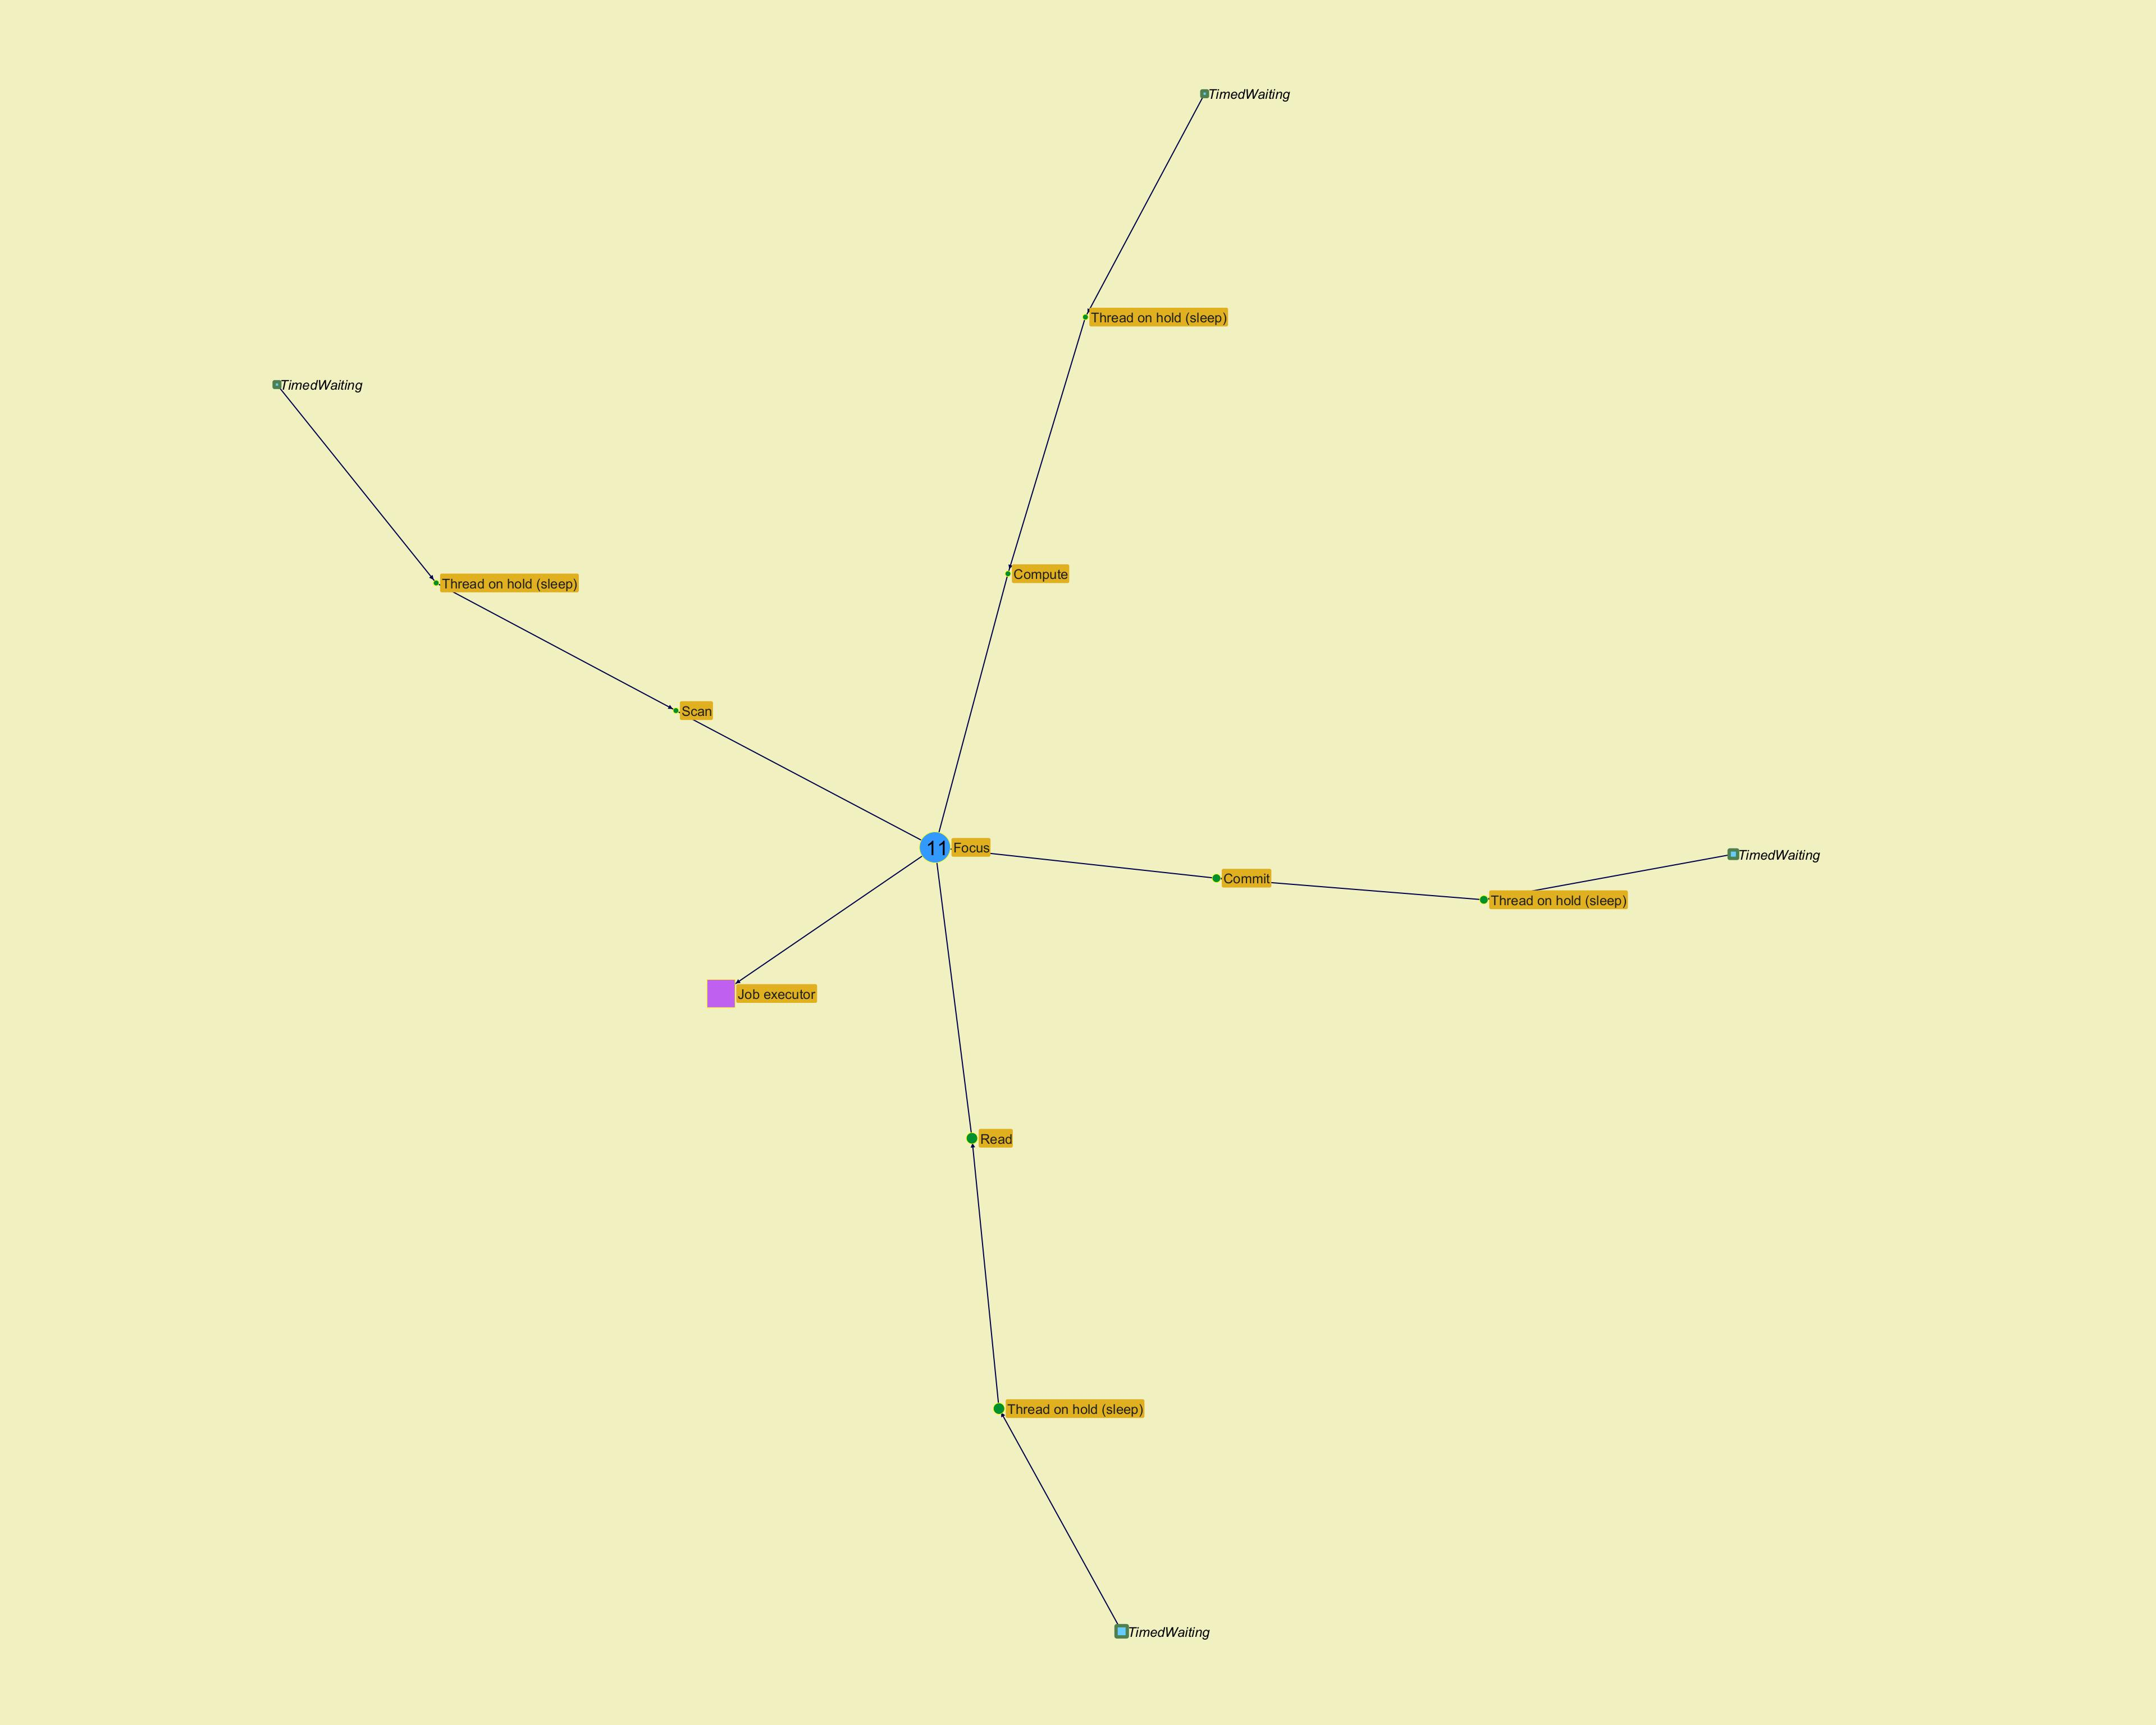 TimedWaiting
Thread on hold (sleep)
TimedWaiting
Compute
Thread on hold (sleep)
Scan
11 Focus
TimedWaiting
Commit
Thread on hold (sleep)
Job executor
Read
Thread on hold (sleep)
TimedWaiting